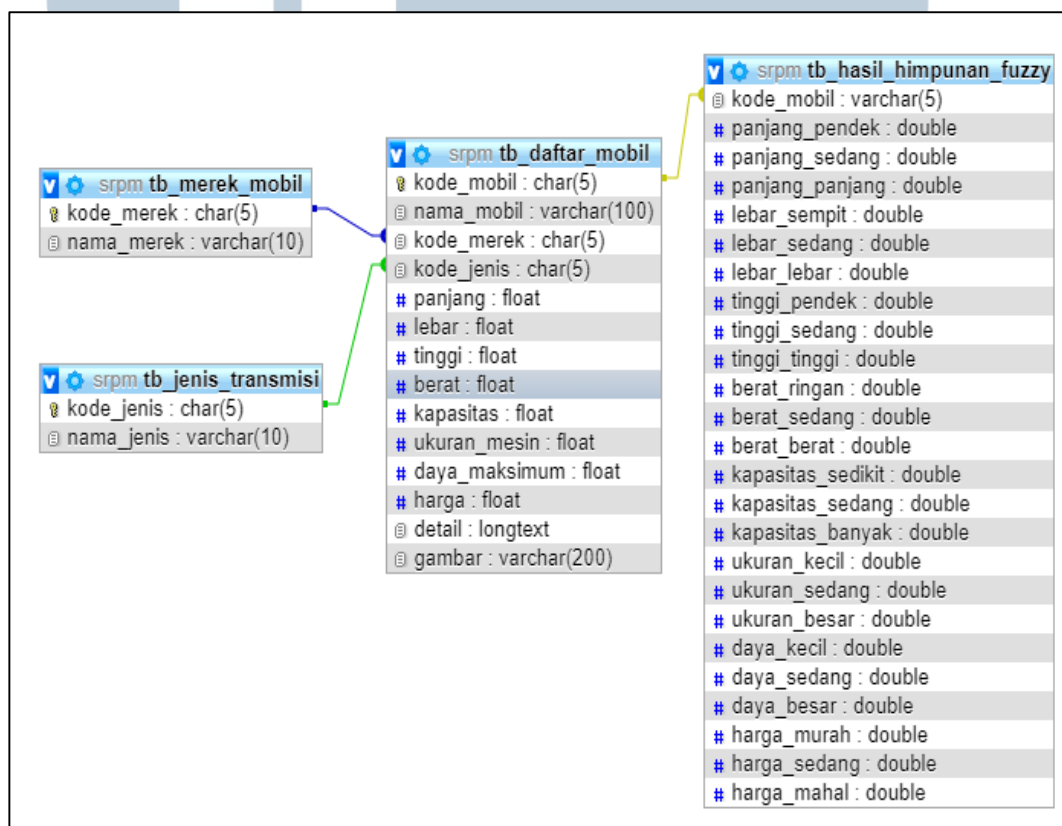 srpm tb_merek_mobil
kode_merek : char(5)
nama_merek : varchar(10)
srpm tb_jenis_transmisi
kode_jenis : char(5)
nama_jenis : varchar(10)
srpm tb_daftar_mobil
kode_mobil : char(5)
nama_mobil : varchar(100)
kode_merek : char(5)
kode_jenis : char(5)
# panjang : float
# lebar : float
# tinggi : float
# berat : float
# kapasitas : float
# ukuran_mesin : float
# daya_maksimum : float
# harga : float
detail : longtext
gambar : varchar(200)
srpm tb_hasil_himpunan_fuzzy
kode_mobil : varchar(5)
# panjang_pendek : double
# panjang_sedang : double
# panjang_panjang : double
# lebar_sempit : double
# lebar_sedang : double
# lebar_lebar : double
# tinggi_pendek : double
# tinggi_sedang : double
# tinggi_tinggi : double
# berat_ringan : double
# berat_sedang : double
# berat_berat : double
# kapasitas_sedikit : double
# kapasitas_sedang : double
# kapasitas_banyak : double
# ukuran_kecil : double
# ukuran_sedang : double
# ukuran_besar : double
# daya_kecil : double
# daya_sedang : double
# daya_besar : double
# harga_murah : double
# harga_sedang : double
# harga_mahal : double